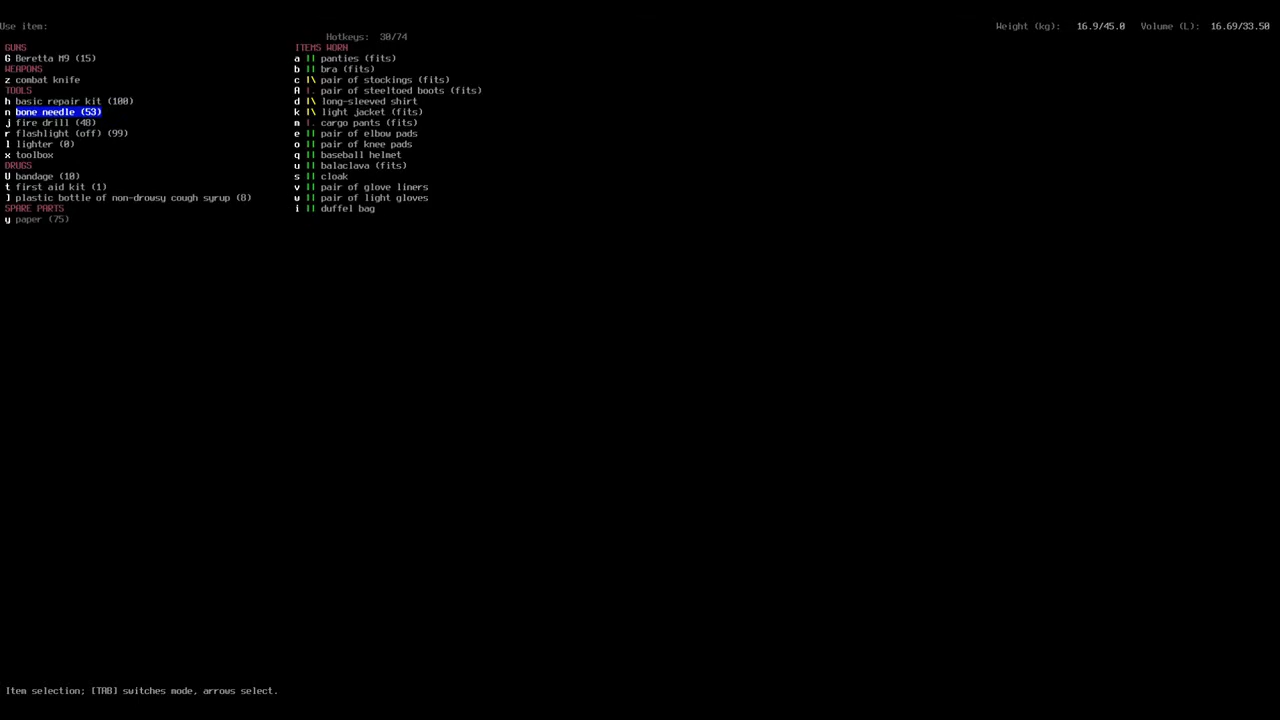 Use item:
Weight (kg): 16.9/45.0 Volume (L): 16.69/33.50
Hotkeys: 30/74
GUNS
G Beretta M9 (15)
WEAPONS
z combat knife
TOOLS
h basic repair kit (100)
n bone needle (53)
j fire drill (48)
r flashlight (off) (99)
l lighter (0)
x toolbox
DRUGS
U bandage (10)
t first aid kit (1)
] plastic bottle of non-drowsy cough syrup (8)
SPARE PARTS
y paper (75)
ITEMS WORN
a || panties (fits)
b || bra (fits)
c |\ pair of stockings (fits)
A |. pair of steeltoed boots (fits)
d |\ long-sleeved shirt
k |\ light jacket (fits)
m |. cargo pants (fits)
e || pair of elbow pads
o || pair of knee pads
q || baseball helmet
u || balaclava (fits)
s || cloak
v || pair of glove liners
w || pair of light gloves
i || duffel bag
Item selection; [TAB] switches mode, arrows select.